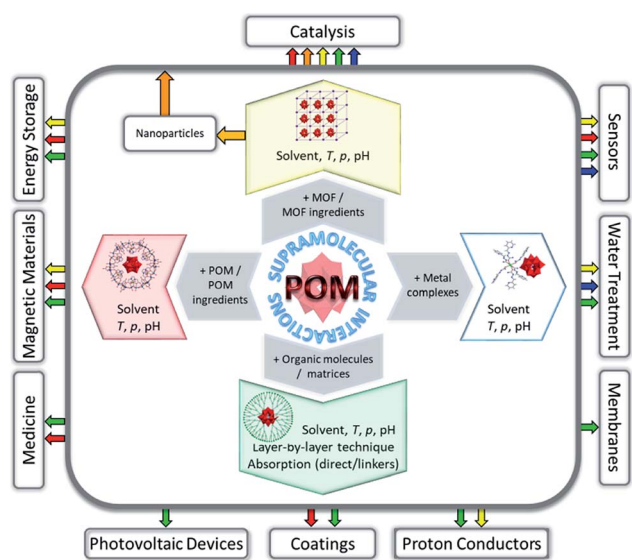 Catalysis
Energy Storage
Nanoparticles
Solvent, T, p, pH
Sensors
+ MOF /
MOF ingredients
Magnetic Materials
Solvent
T, p, pH
+ POM /
POM
ingredients
SUPRAMOLECULAR
INTERACTIONS
POM
+ Metal
complexes
Solvent
T, p, pH
Water Treatment
+ Organic molecules
/ matrices
Medicine
Solvent, T, p, pH
Layer-by-layer technique
Absorption (direct/linkers)
Membranes
Photovoltaic Devices
Coatings
Proton Conductors